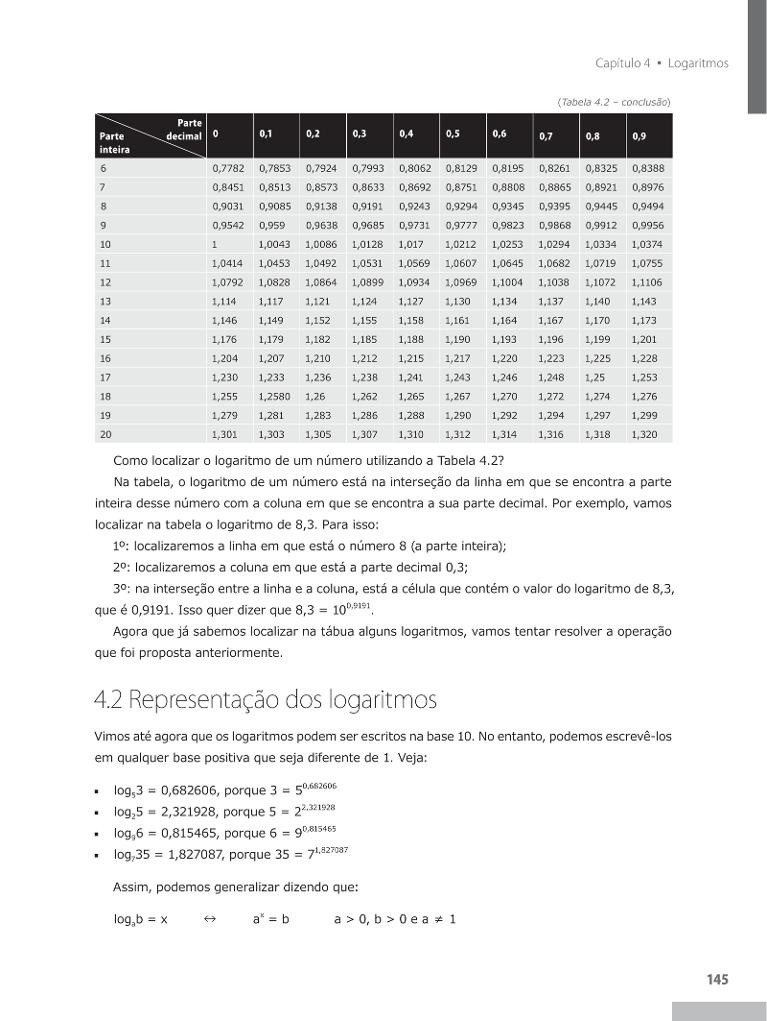 Capítulo 4 • Logaritmos
(Tabela 4.2 – conclusão)
Parte decimal Parte inteira 0 0,1 0,2 0,3 0,4 0,5 0,6 0,7 0,8 0,9
6 0,7782 0,7853 0,7924 0,7993 0,8062 0,8129 0,8195 0,8261 0,8325 0,8388
7 0,8451 0,8513 0,8573 0,8633 0,8692 0,8751 0,8808 0,8865 0,8921 0,8976
8 0,9031 0,9085 0,9138 0,9191 0,9243 0,9294 0,9345 0,9395 0,9445 0,9494
9 0,9542 0,959 0,9638 0,9685 0,9731 0,9777 0,9823 0,9868 0,9912 0,9956
10 1 1,0043 1,0086 1,0128 1,017 1,0212 1,0253 1,0294 1,0334 1,0374
11 1,0414 1,0453 1,0492 1,0531 1,0569 1,0607 1,0645 1,0682 1,0719 1,0755
12 1,0792 1,0828 1,0864 1,0899 1,0934 1,0969 1,1004 1,1038 1,1072 1,1106
13 1,114 1,117 1,121 1,124 1,127 1,130 1,134 1,137 1,140 1,143
14 1,146 1,149 1,152 1,155 1,158 1,161 1,164 1,167 1,170 1,173
15 1,176 1,179 1,182 1,185 1,188 1,190 1,193 1,196 1,199 1,201
16 1,204 1,207 1,210 1,212 1,215 1,217 1,220 1,223 1,225 1,228
17 1,230 1,233 1,236 1,238 1,241 1,243 1,246 1,248 1,25 1,253
18 1,255 1,2580 1,26 1,262 1,265 1,267 1,270 1,272 1,274 1,276
19 1,279 1,281 1,283 1,286 1,288 1,290 1,292 1,294 1,297 1,299
20 1,301 1,303 1,305 1,307 1,310 1,312 1,314 1,316 1,318 1,320
Como localizar o logaritmo de um número utilizando a Tabela 4.2?
Na tabela, o logaritmo de um número está na interseção da linha em que se encontra a parte
inteira desse número com a coluna em que se encontra a sua parte decimal. Por exemplo, vamos
localizar na tabela o logaritmo de 8,3. Para isso:
1º: localizaremos a linha em que está o número 8 (a parte inteira);
2º: localizaremos a coluna em que está a parte decimal 0,3;
3º: na interseção entre a linha e a coluna, está a célula que contém o valor do logaritmo de 8,3,
que é 0,9191. Isso quer dizer que 8,3 = 10^0,9191.
Agora que já sabemos localizar na tábua alguns logaritmos, vamos tentar resolver a operação
que foi proposta anteriormente.
4.2 Representação dos logaritmos
Vimos até agora que os logaritmos podem ser escritos na base 10. No entanto, podemos escrevê-los
em qualquer base positiva que seja diferente de 1. Veja:
▪ log₅3 = 0,682606, porque 3 = 5^0,682606
▪ log₂5 = 2,321928, porque 5 = 2^2,321928
▪ log₉6 = 0,815465, porque 6 = 9^0,815465
▪ log₇35 = 1,827087, porque 35 = 7^1,827087
Assim, podemos generalizar dizendo que:
logₐb = x ↔ aˣ = b a > 0, b > 0 e a ≠ 1
145